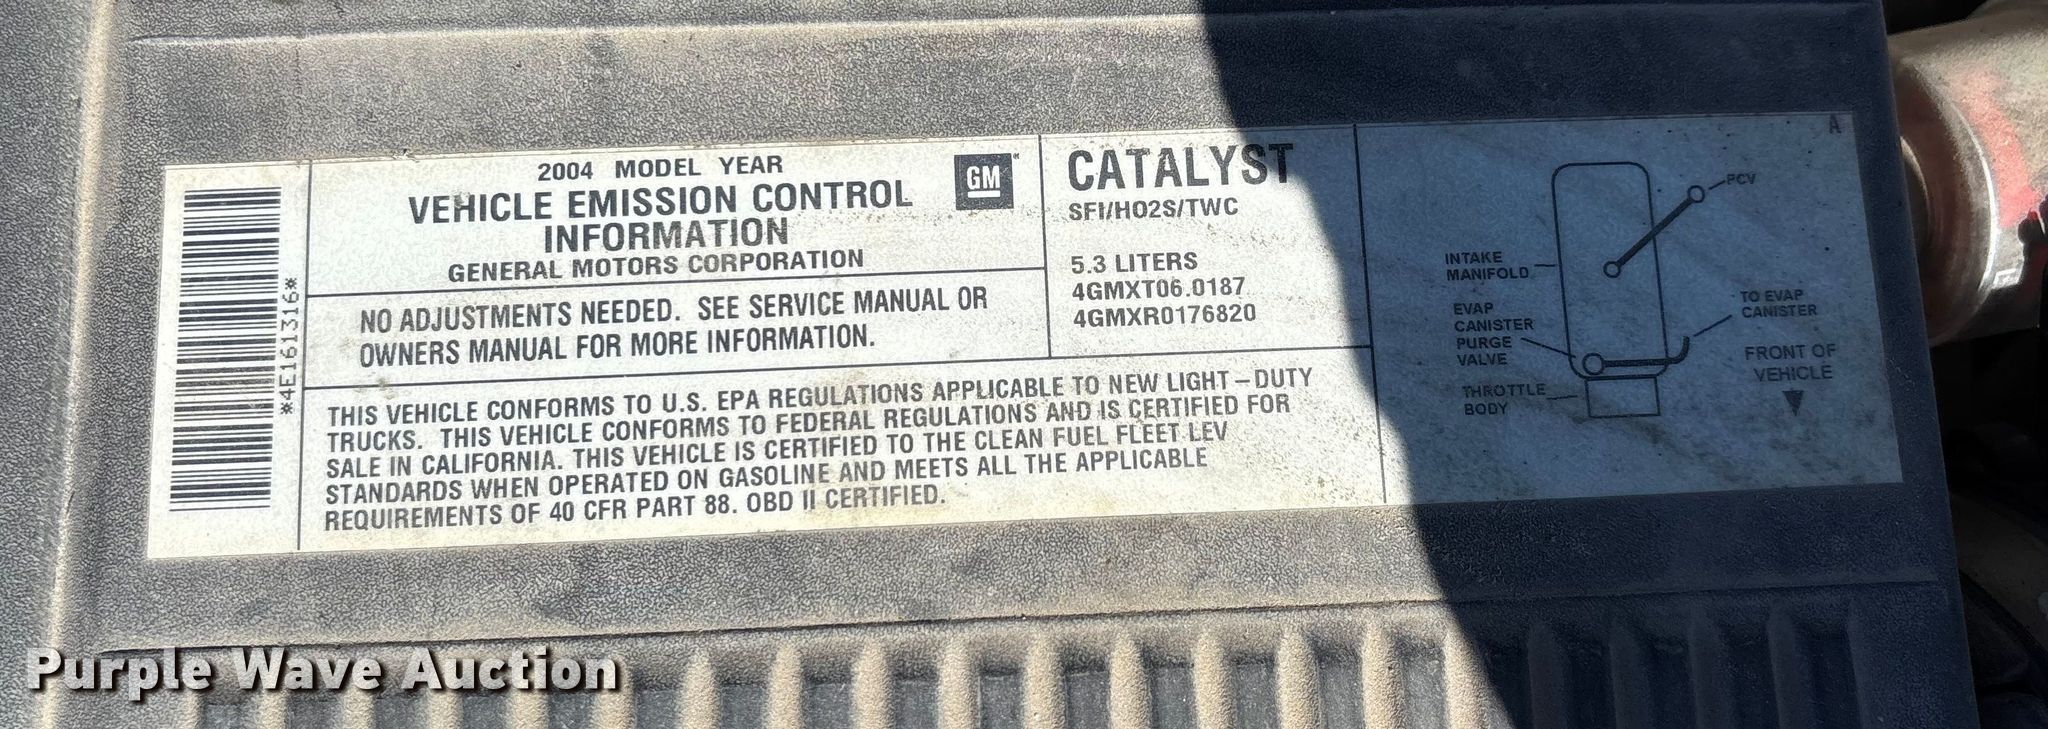 2004 MODEL YEAR
VEHICLE EMISSION CONTROL
INFORMATION
GENERAL MOTORS CORPORATION
GM
NO ADJUSTMENTS NEEDED. SEE SERVICE MANUAL OR
OWNERS MANUAL FOR MORE INFORMATION.
CATALYST
SFI/HO2S/TWC
5.3 LITERS
4GMXT06.0187
4GMXR0176820
THIS VEHICLE CONFORMS TO U.S. EPA REGULATIONS APPLICABLE TO NEW LIGHT-DUTY
TRUCKS. THIS VEHICLE CONFORMS TO FEDERAL REGULATIONS AND IS CERTIFIED FOR
SALE IN CALIFORNIA. THIS VEHICLE IS CERTIFIED TO THE CLEAN FUEL FLEET LEV
STANDARDS WHEN OPERATED ON GASOLINE AND MEETS ALL THE APPLICABLE
REQUIREMENTS OF 40 CFR PART 88. OBD II CERTIFIED.
*4E161316*
A
PCV
INTAKE
MANIFOLD
EVAP
CANISTER
PURGE
VALVE
THROTTLE
BODY
TO EVAP
CANISTER
FRONT OF
VEHICLE
Purple Wave Auction